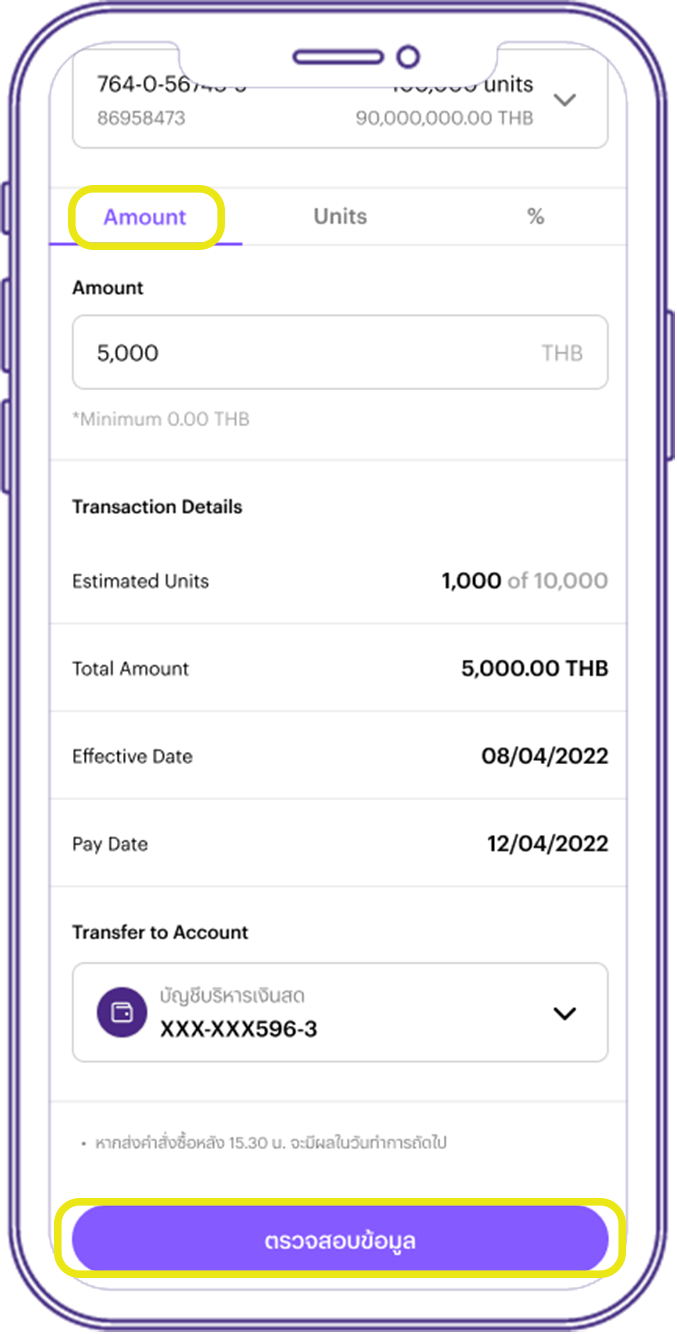 86958473
units
90,000,000.00 THB
Amount
Units
%
Amount
5,000
THB
*Minimum 0.00 THB
Transaction Details
Estimated Units
1,000 of 10,000
Total Amount
5,000.00 THB
Effective Date
08/04/2022
Pay Date
12/04/2022
Transfer to Account
บัญชีบริหารเงินสด
XXX-XXX596-3
• หากส่งคำสั่งซื้อหลัง 15.30 น. จะมีผลในวันทำการถัดไป
ตรวจสอบข้อมูล